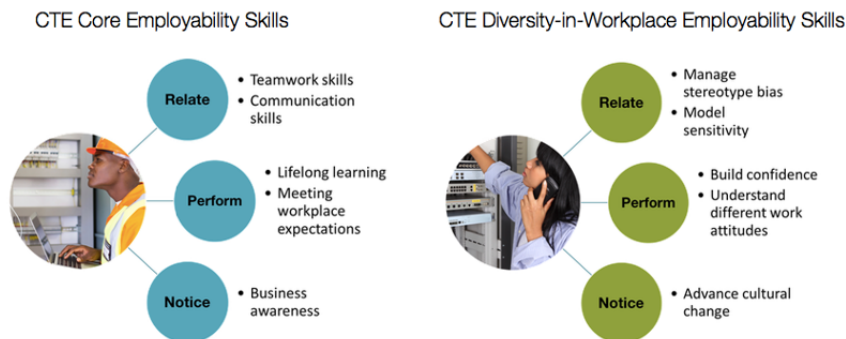 CTE Core Employability Skills
Relate
• Teamwork skills
• Communication
skills
Perform
• Lifelong learning
• Meeting
workplace
expectations
Notice
• Business
awareness
CTE Diversity-in-Workplace Employability Skills
Relate
• Manage
stereotype bias
• Model
sensitivity
Perform
• Build confidence
• Understand
different work
attitudes
Notice
• Advance cultural
change